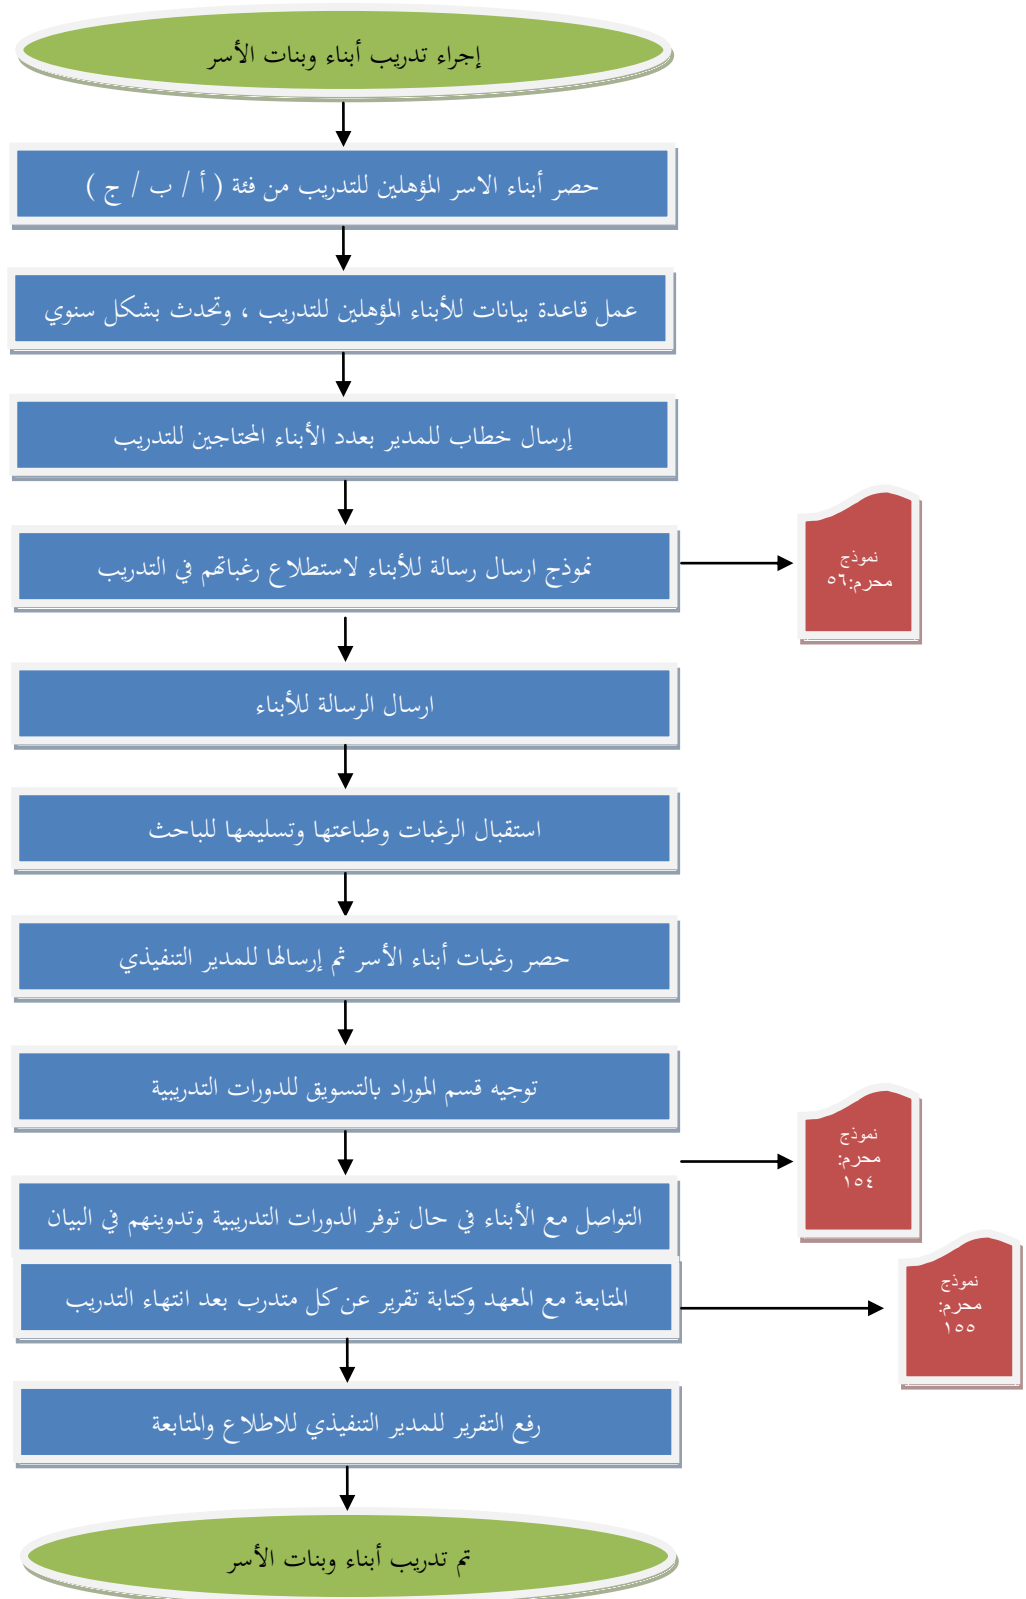 إجراء تدريب أبناء وبنات الأسر
حصر أبناء الاسر المؤهلين للتدريب من فئة ( أ / ب / ج )
عمل قاعدة بيانات للأبناء المؤهلين للتدريب ، وتحدث بشكل سنوي
إرسال خطاب للمدير بعدد الأبناء المحتاجين للتدريب
نموذج ارسال رسالة للأبناء لاستطلاع رغباتهم في التدريب
نموذج
محرم:٥٦
ارسال الرسالة للأبناء
استقبال الرغبات وطباعتها وتسليمها للباحث
حصر رغبات أبناء الأسر ثم إرسالها للمدير التنفيذي
توجيه قسم الموراد بالتسويق للدورات التدريبية
نموذج
محرم:
١٥٤
التواصل مع الأبناء في حال توفر الدورات التدريبية وتدوينهم في البيان
المتابعة مع المعهد وكتابة تقرير عن كل متدرب بعد انتهاء التدريب
نموذج
محرم:
١٥٥
رفع التقرير للمدير التنفيذي للاطلاع والمتابعة
تم تدريب أبناء وبنات الأسر